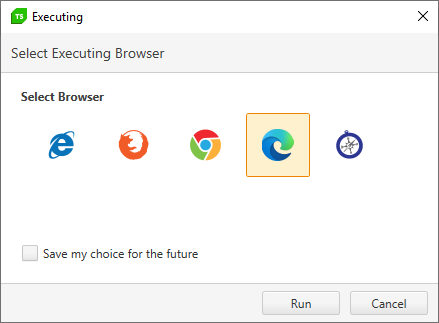 TS Executing
Select Executing Browser
Select Browser
Save my choice for the future
Run Cancel